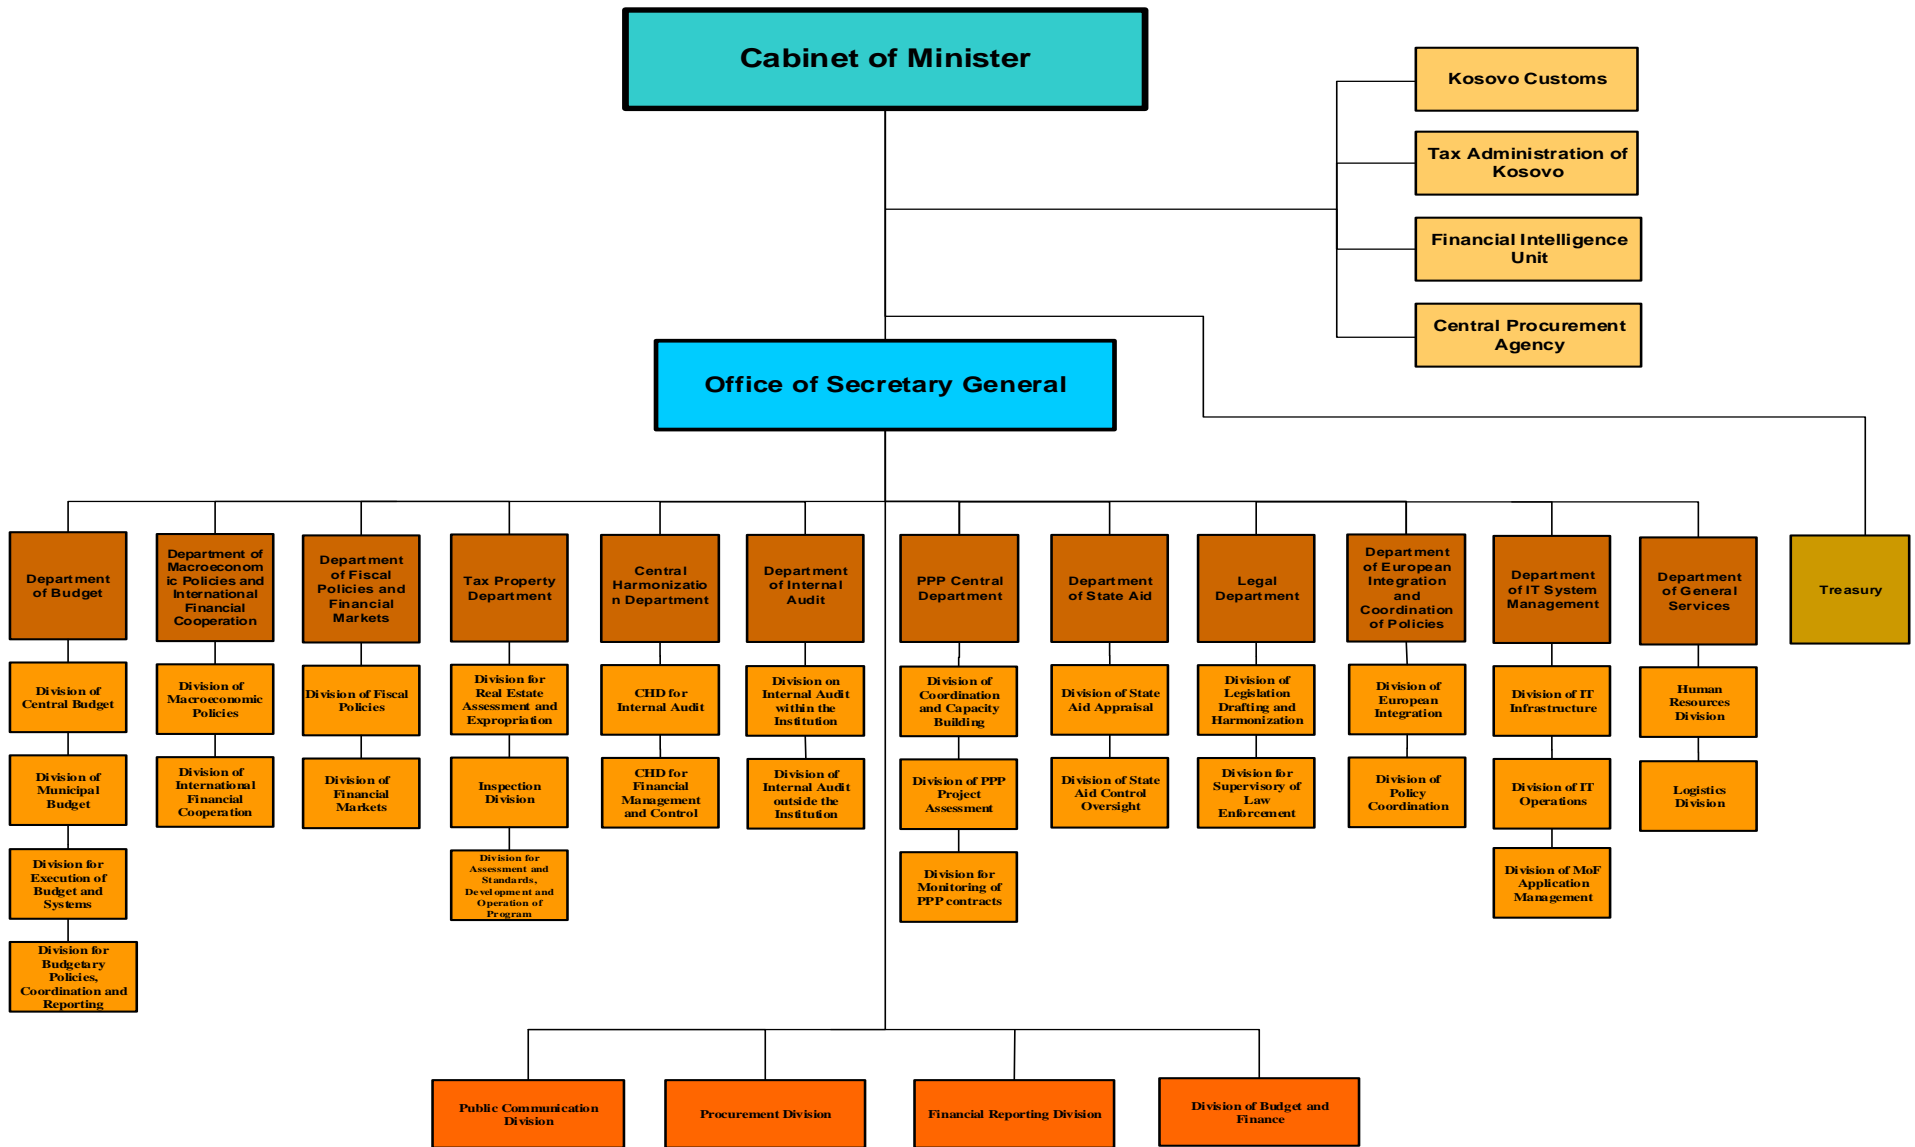 Cabinet of Minister
Kosovo Customs
Tax Administration of
Kosovo
Financial Intelligence
Unit
Central Procurement
Agency
Office of Secretary General
Department
of Budget
Department of
Macroeconom
ic Policies and
International
Financial
Cooperation
Department
of Fiscal
Policies and
Financial
Markets
Tax Property
Department
Central
Harmonizatio
n Department
Department
of Internal
Audit
PPP Central
Department
Department
of State Aid
Legal
Department
Department
of European
Integration
and
Coordination
of Policies
Department
of IT System
Management
Department
of General
Services
Treasury
Division of
Central Budget
Division of
Macroeconomic
Policies
Division of Fiscal
Policies
Division for
Real Estate
Assessment and
Expropriation
CHD for
Internal Audit
Division on
Internal Audit
within the
Institution
Division of
Coordination
and Capacity
Building
Division of State
Aid Appraisal
Division of
Legislation
Drafting and
Harmonization
Division of
European
Integration
Division of IT
Infrastructure
Human
Resources
Division
Division of
Municipal
Budget
Division of
International
Financial
Cooperation
Division of
Financial
Markets
Inspection
Division
CHD for
Financial
Management
and Control
Division of
Internal Audit
outside the
Institution
Division of PPP
Project
Assessment
Division of State
Aid Control
Oversight
Division for
Supervisory of
Law
Enforcement
Division of
Policy
Coordination
Division of IT
Operations
Logistics
Division
Division for
Execution of
Budget and
Systems
Division for
Assessment and
Standards,
Development and
Operation of
Program
Division for
Monitoring of
PPP contracts
Division of MoF
Application
Management
Division for
Budgetary
Policies,
Coordination and
Reporting
Public Communication
Division
Procurement Division
Financial Reporting Division
Division of Budget and
Finance